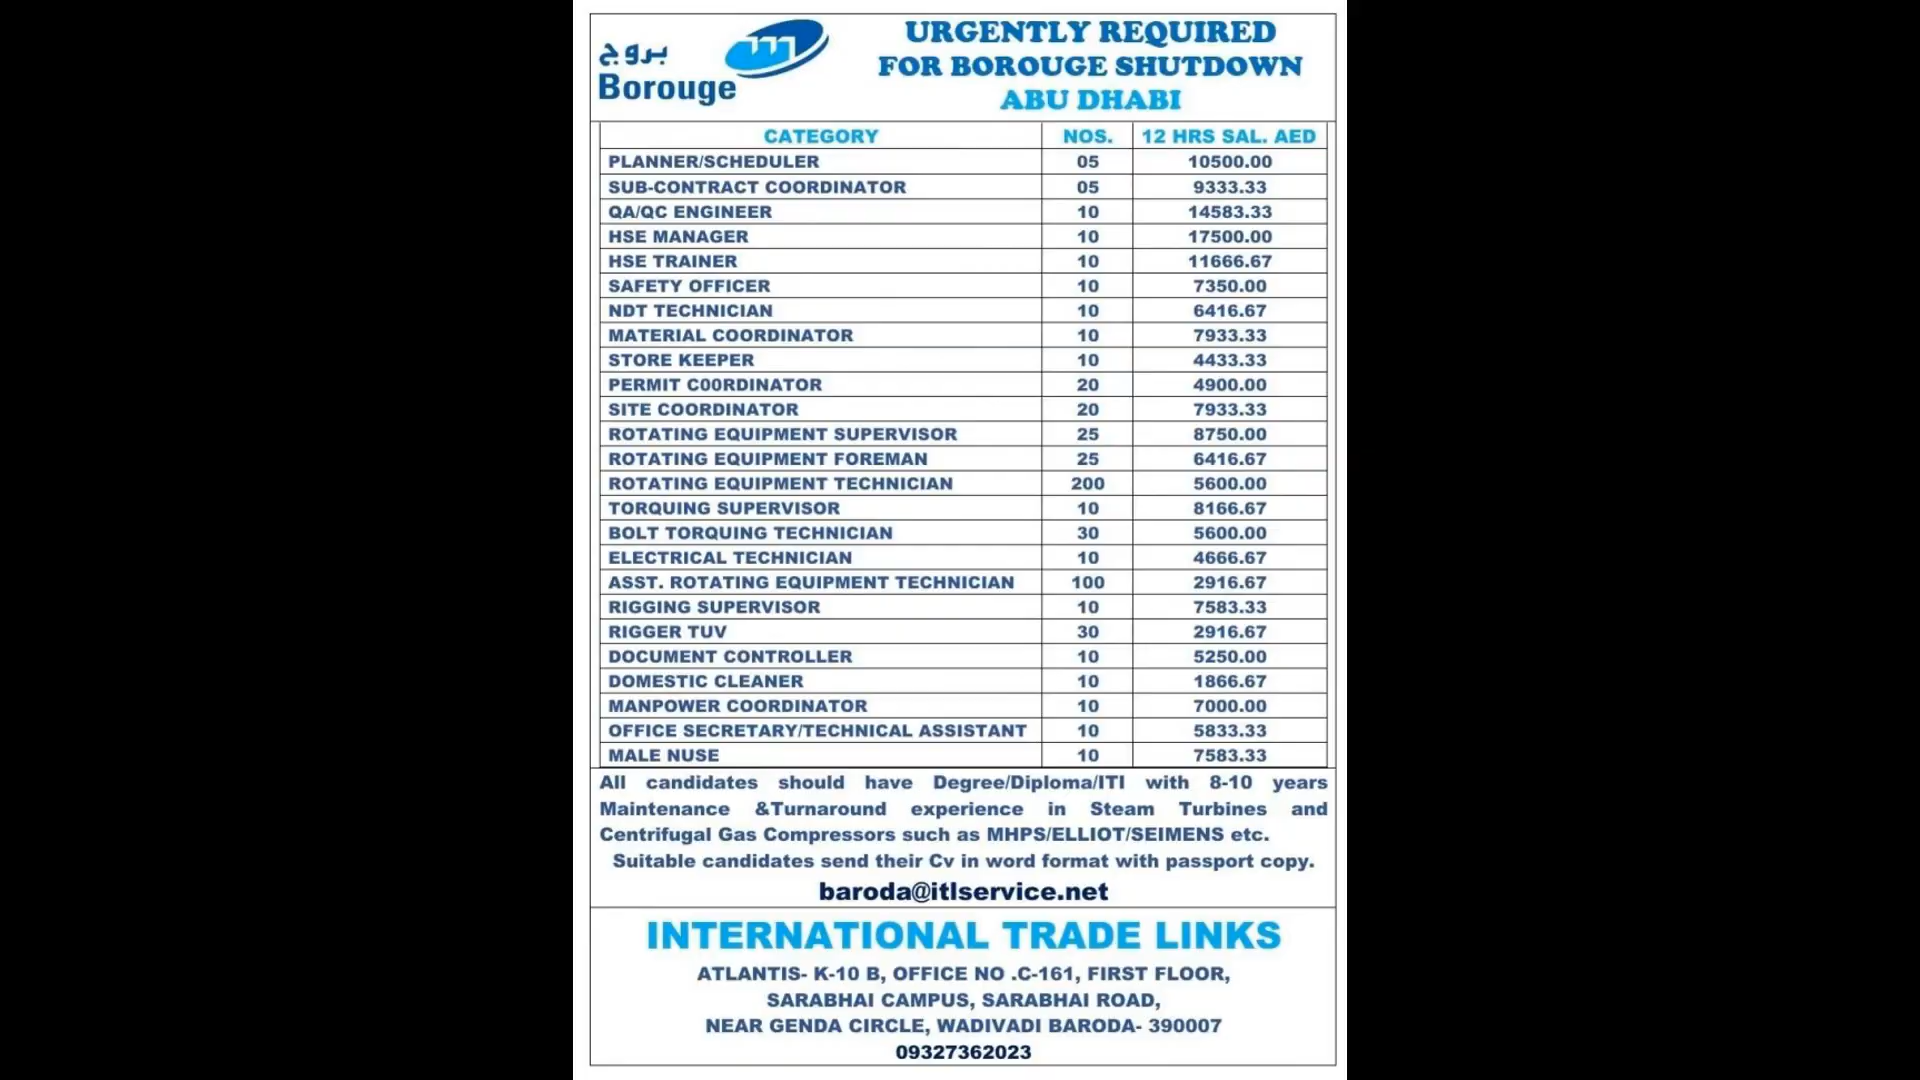 بروج
Borouge
URGENTLY REQUIRED
FOR BOROUGE SHUTDOWN
ABU DHABI
CATEGORY NOS. 12 HRS SAL. AED
PLANNER/SCHEDULER 05 10500.00
SUB-CONTRACT COORDINATOR 05 9333.33
QA/QC ENGINEER 10 14583.33
HSE MANAGER 10 17500.00
HSE TRAINER 10 11666.67
SAFETY OFFICER 10 7350.00
NDT TECHNICIAN 10 6416.67
MATERIAL COORDINATOR 10 7933.33
STORE KEEPER 10 4433.33
PERMIT C00RDINATOR 20 4900.00
SITE COORDINATOR 20 7933.33
ROTATING EQUIPMENT SUPERVISOR 25 8750.00
ROTATING EQUIPMENT FOREMAN 25 6416.67
ROTATING EQUIPMENT TECHNICIAN 200 5600.00
TORQUING SUPERVISOR 10 8166.67
BOLT TORQUING TECHNICIAN 30 5600.00
ELECTRICAL TECHNICIAN 10 4666.67
ASST. ROTATING EQUIPMENT TECHNICIAN 100 2916.67
RIGGING SUPERVISOR 10 7583.33
RIGGER TUV 30 2916.67
DOCUMENT CONTROLLER 10 5250.00
DOMESTIC CLEANER 10 1866.67
MANPOWER COORDINATOR 10 7000.00
OFFICE SECRETARY/TECHNICAL ASSISTANT 10 5833.33
MALE NUSE 10 7583.33
All candidates should have Degree/Diploma/ITI with 8-10 years
Maintenance &Turnaround experience in Steam Turbines and
Centrifugal Gas Compressors such as MHPS/ELLIOT/SEIMENS etc.
Suitable candidates send their Cv in word format with passport copy.
baroda@itlservice.net
INTERNATIONAL TRADE LINKS
ATLANTIS- K-10 B, OFFICE NO .C-161, FIRST FLOOR,
SARABHAI CAMPUS, SARABHAI ROAD,
NEAR GENDA CIRCLE, WADIVADI BARODA- 390007
09327362023